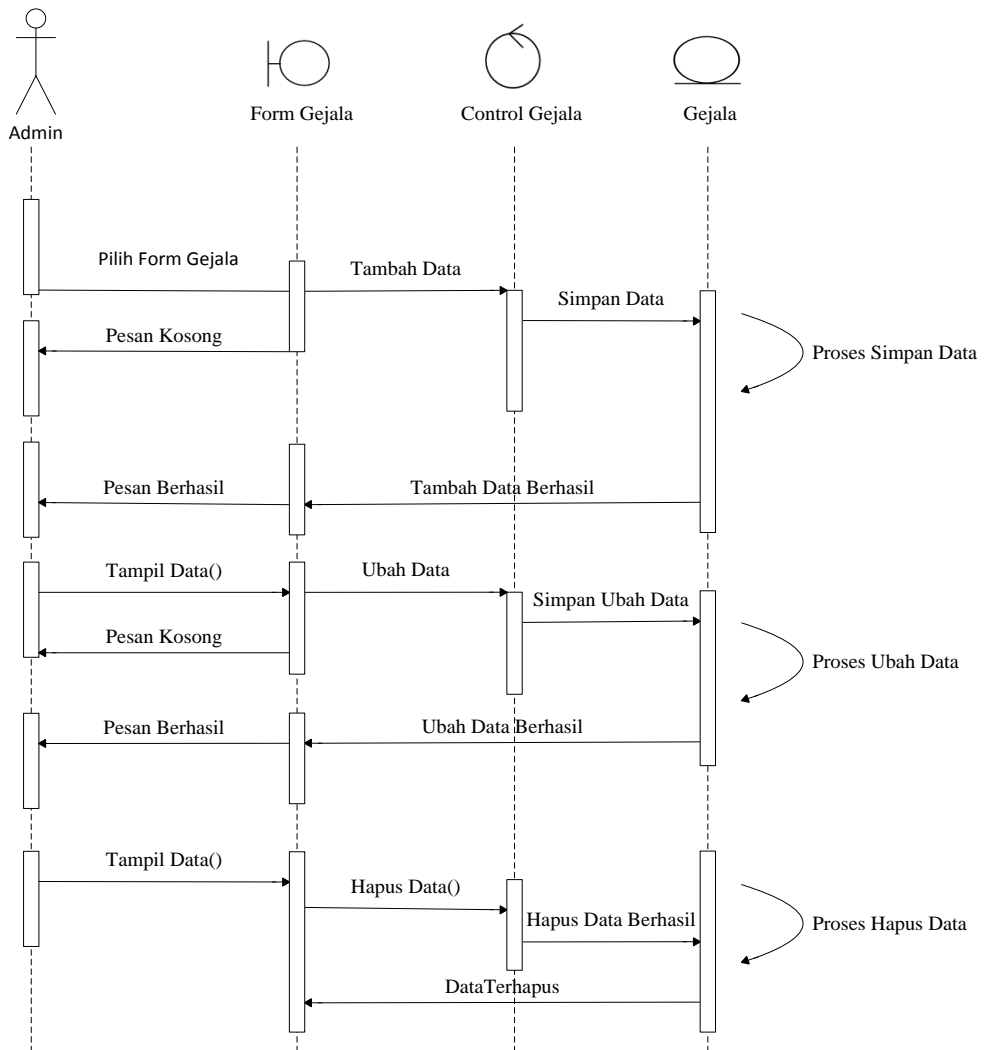 Form Gejala
Control Gejala
Gejala
Admin
Pilih Form Gejala
Tambah Data
Simpan Data
Pesan Kosong
Proses Simpan Data
Pesan Berhasil
Tambah Data Berhasil
Tampil Data()
Ubah Data
Simpan Ubah Data
Pesan Kosong
Proses Ubah Data
Pesan Berhasil
Ubah Data Berhasil
Tampil Data()
Hapus Data()
Hapus Data Berhasil
Proses Hapus Data
DataTerhapus